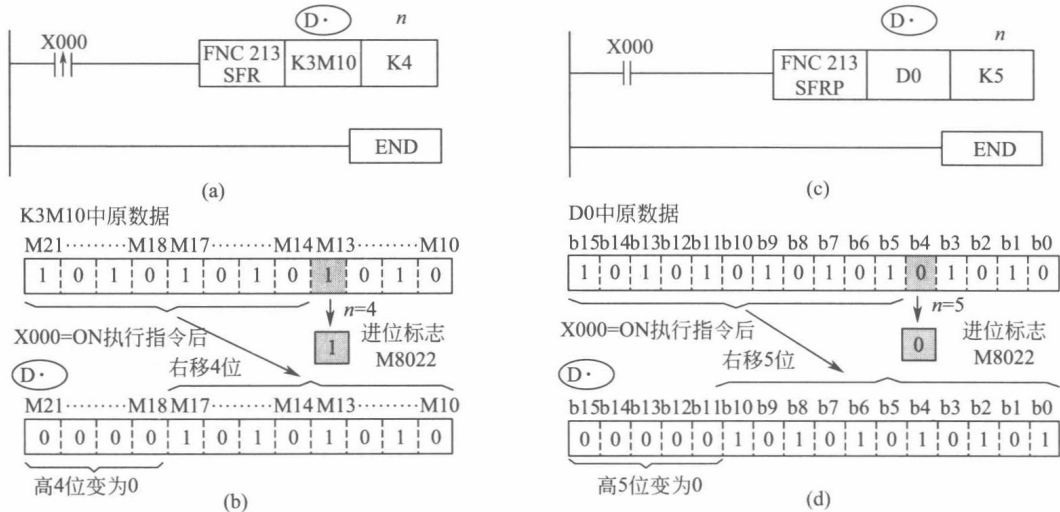 D·
n
X000
FNC 213
SFR
K3M10
K4
END
(a)
K3M10中原数据
M21········M18 M17·········M14 M13········M10
1 0 1 0 1 0 1 0 1 0 1 0
n=4
X000=ON执行指令后
1
进位标志
M8022
右移4位
D·
M21········M18 M17·········M14 M13········M10
0 0 0 0 1 0 1 0 1 0 1 0
高4位变为0
(b)
D·
n
X000
FNC 213
SFRP
D0
K5
END
(c)
D0中原数据
b15 b14 b13 b12 b11 b10 b9 b8 b7 b6 b5 b4 b3 b2 b1 b0
1 0 1 0 1 0 1 0 1 0 1 0 1 0 1 0
n=5
X000=ON执行指令后
0
进位标志
M8022
右移5位
D·
b15 b14 b13 b12 b11 b10 b9 b8 b7 b6 b5 b4 b3 b2 b1 b0
0 0 0 0 0 1 0 1 0 1 0 1 0 1 0 1
高5位变为0
(d)